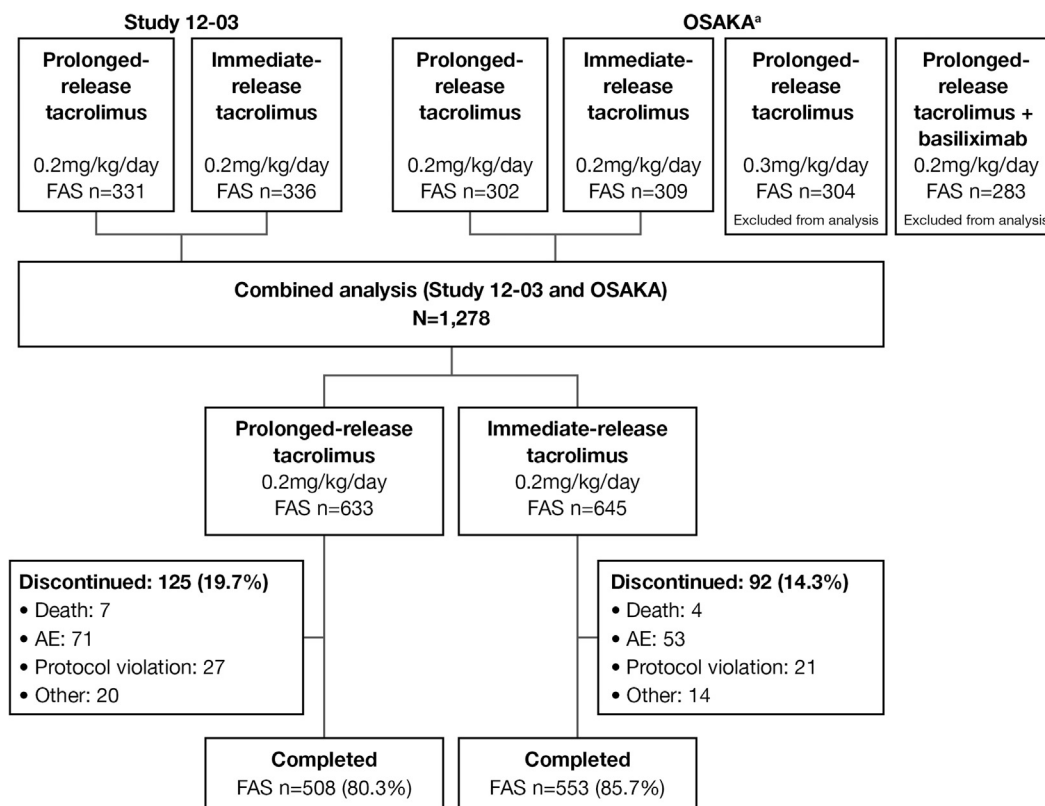 Study 12-03
OSAKAᵃ
Prolonged-
release
tacrolimus
0.2mg/kg/day
FAS n=331
Immediate-
release
tacrolimus
0.2mg/kg/day
FAS n=336
Prolonged-
release
tacrolimus
0.2mg/kg/day
FAS n=302
Immediate-
release
tacrolimus
0.2mg/kg/day
FAS n=309
Prolonged-
release
tacrolimus
0.3mg/kg/day
FAS n=304
Excluded from analysis
Prolonged-
release
tacrolimus +
basiliximab
0.2mg/kg/day
FAS n=283
Excluded from analysis
Combined analysis (Study 12-03 and OSAKA)
N=1,278
Prolonged-release
tacrolimus
0.2mg/kg/day
FAS n=633
Immediate-release
tacrolimus
0.2mg/kg/day
FAS n=645
Discontinued: 125 (19.7%)
• Death: 7
• AE: 71
• Protocol violation: 27
• Other: 20
Discontinued: 92 (14.3%)
• Death: 4
• AE: 53
• Protocol violation: 21
• Other: 14
Completed
FAS n=508 (80.3%)
Completed
FAS n=553 (85.7%)